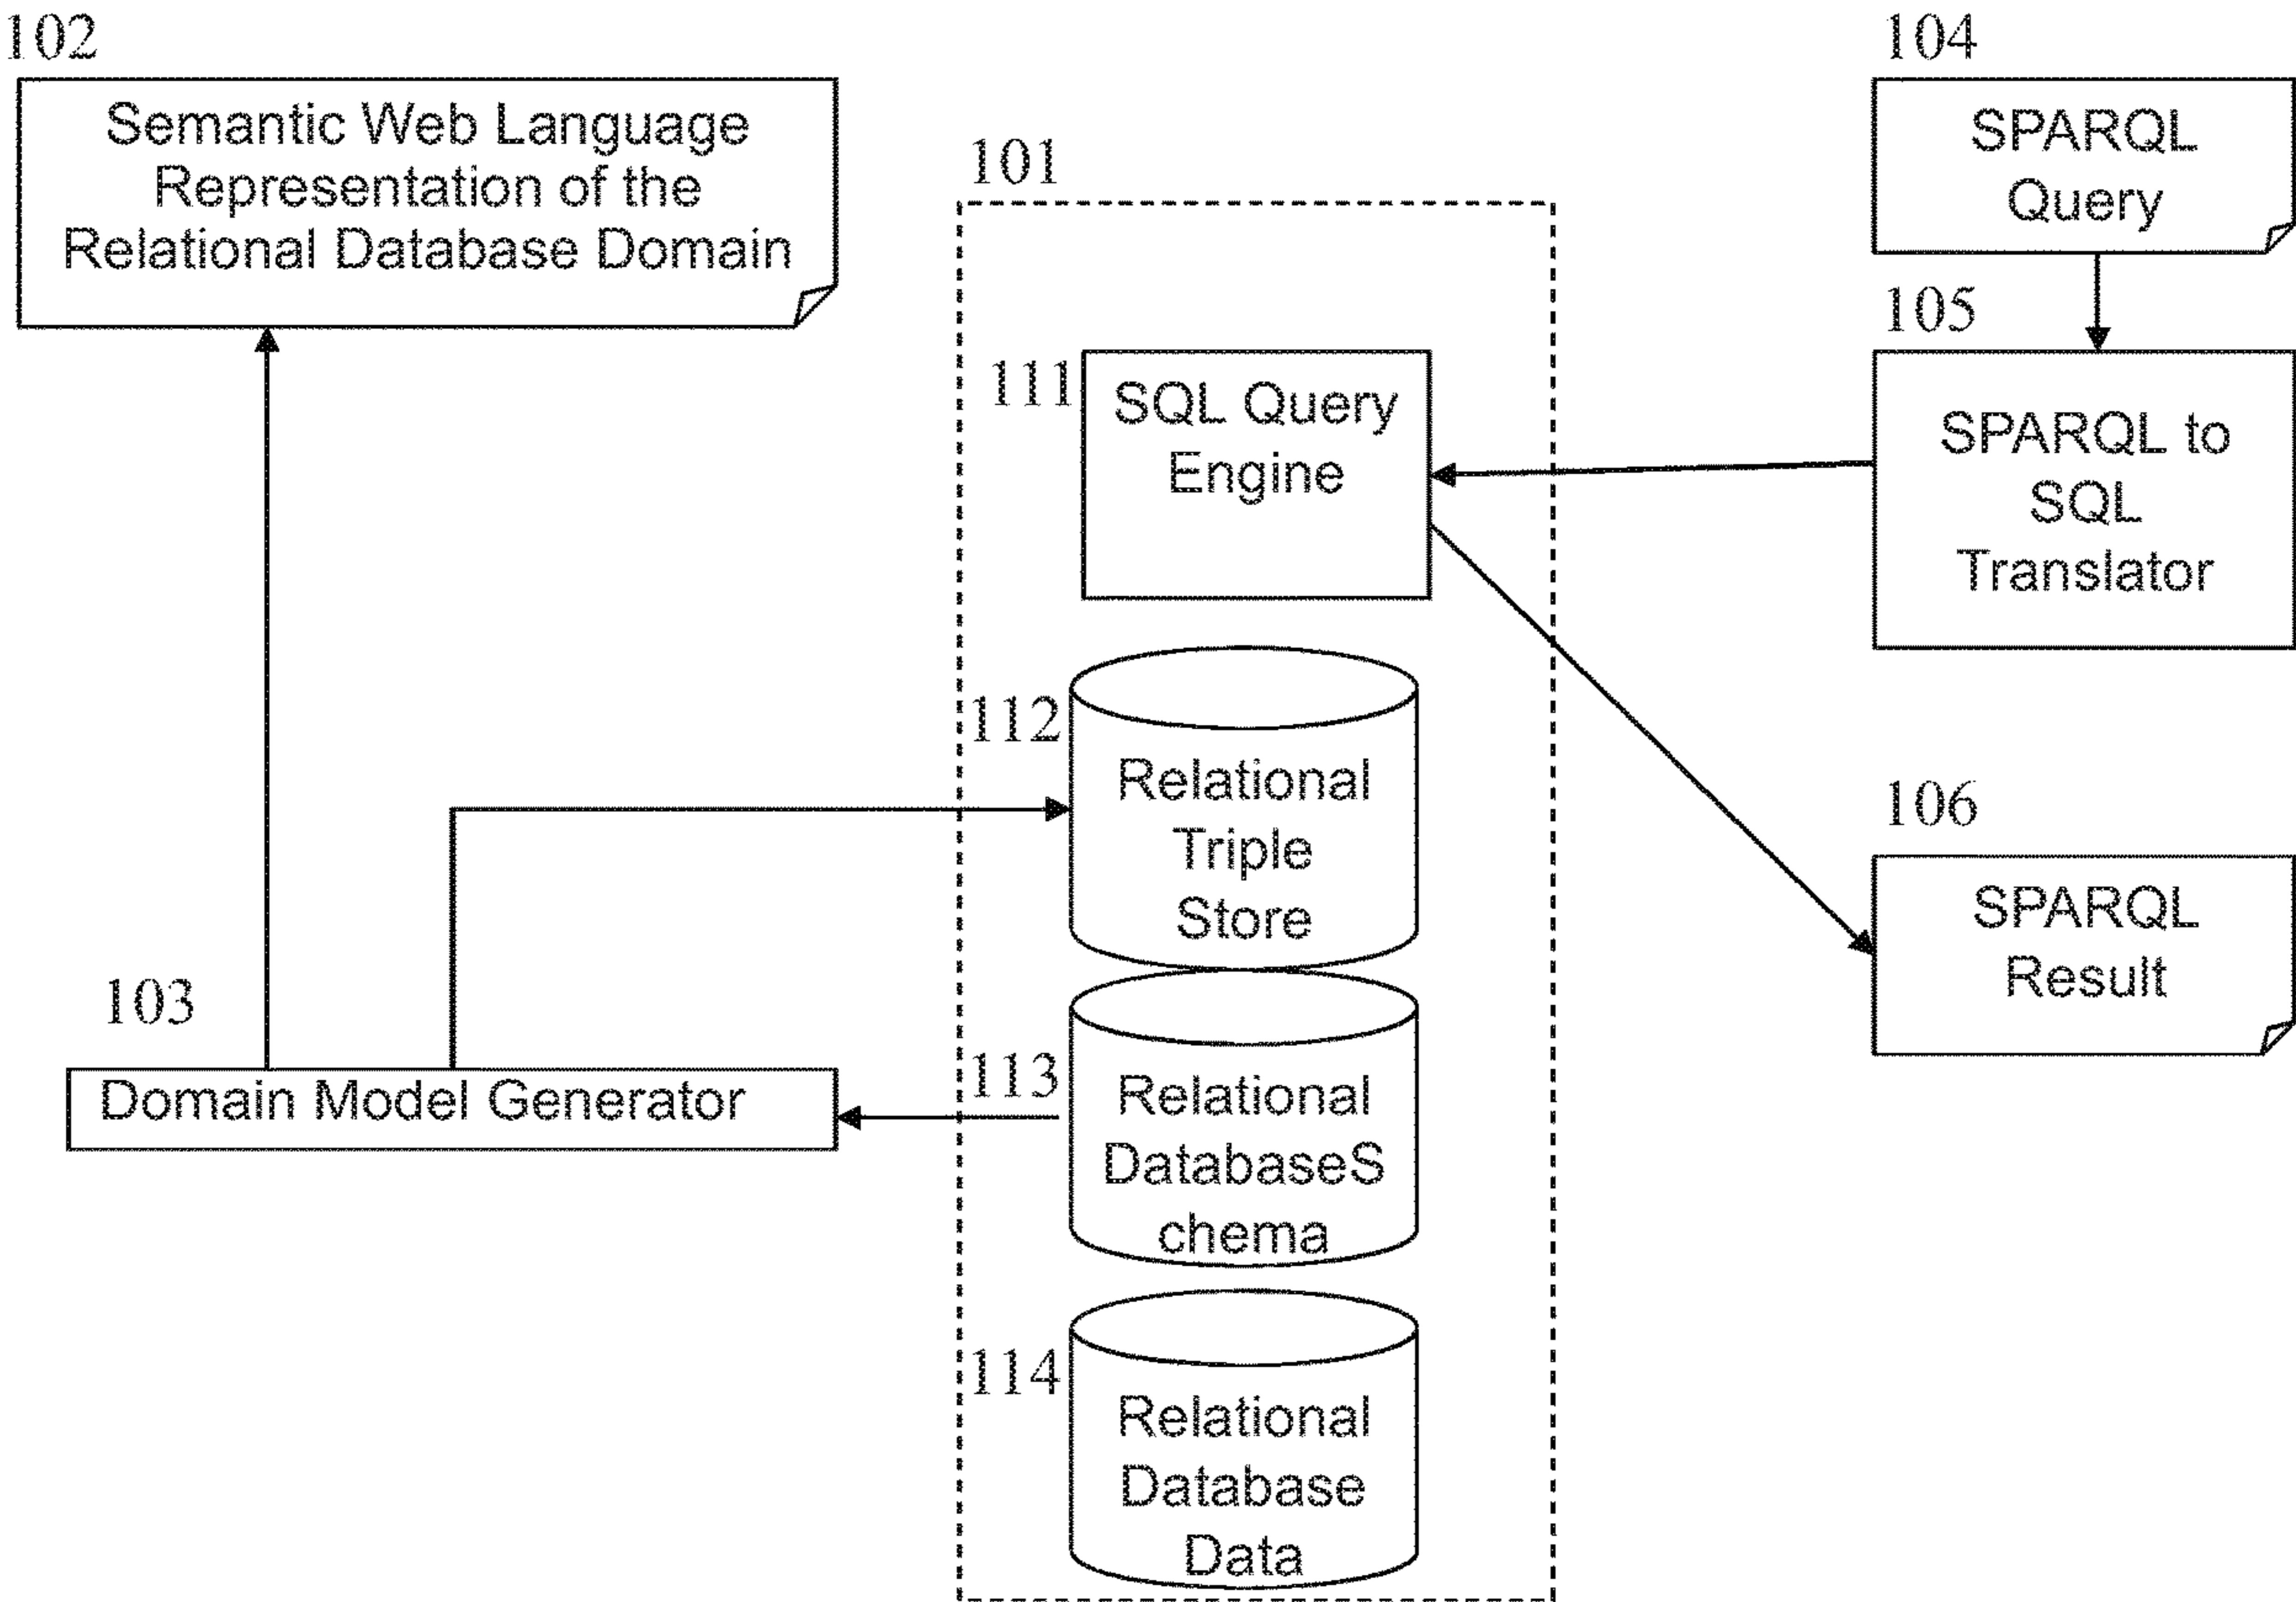 102
Semantic Web Language
Representation of the
Relational Database Domain
104
SPARQL
Query
101
105
SPARQL to
SQL
Translator
111
SQL Query
Engine
112
Relational
Triple
Store
106
SPARQL
Result
103
Domain Model Generator
113
Relational
DatabaseS
chema
114
Relational
Database
Data